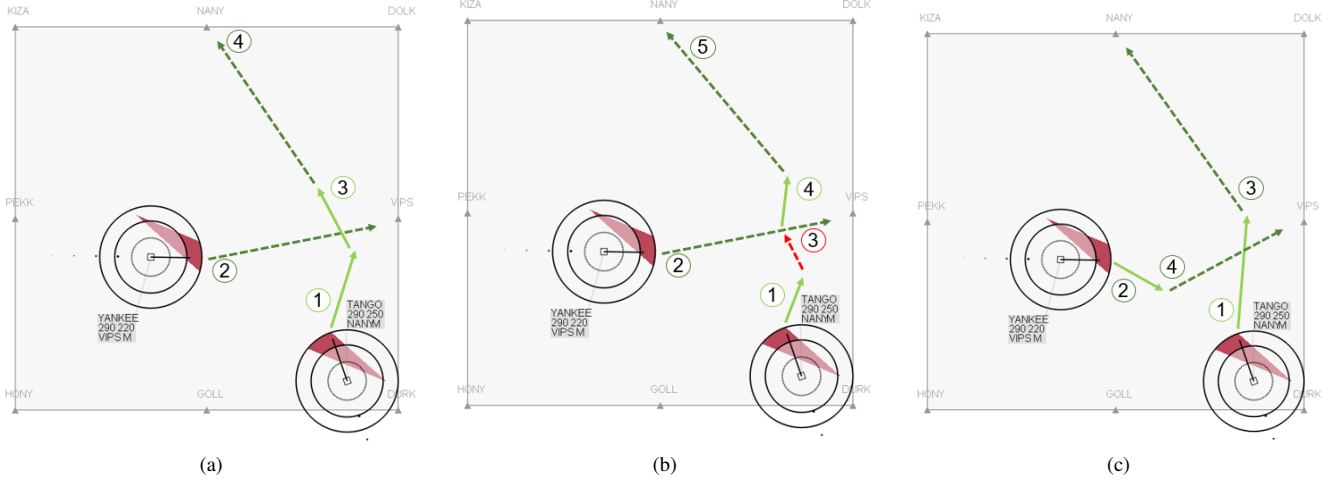 KIZA NANY DOLK
4
3
PEKK VIPS
2
1
YANKEE
290 220
VIPS M
TANGO
290 250
NANYM
HONY GOLL DURK
(a)
KIZA NANY DOLK
5
4
PEKK VIPS
3
2
1
YANKEE
290 220
VIPS M
TANGO
290 250
NANYM
HONY GOLL DURK
(b)
KIZA NANY DOLK
3
PEKK VIPS
4
2
1
YANKEE
290 220
VIPS M
TANGO
290 250
NANYM
HONY GOLL DURK
(c)